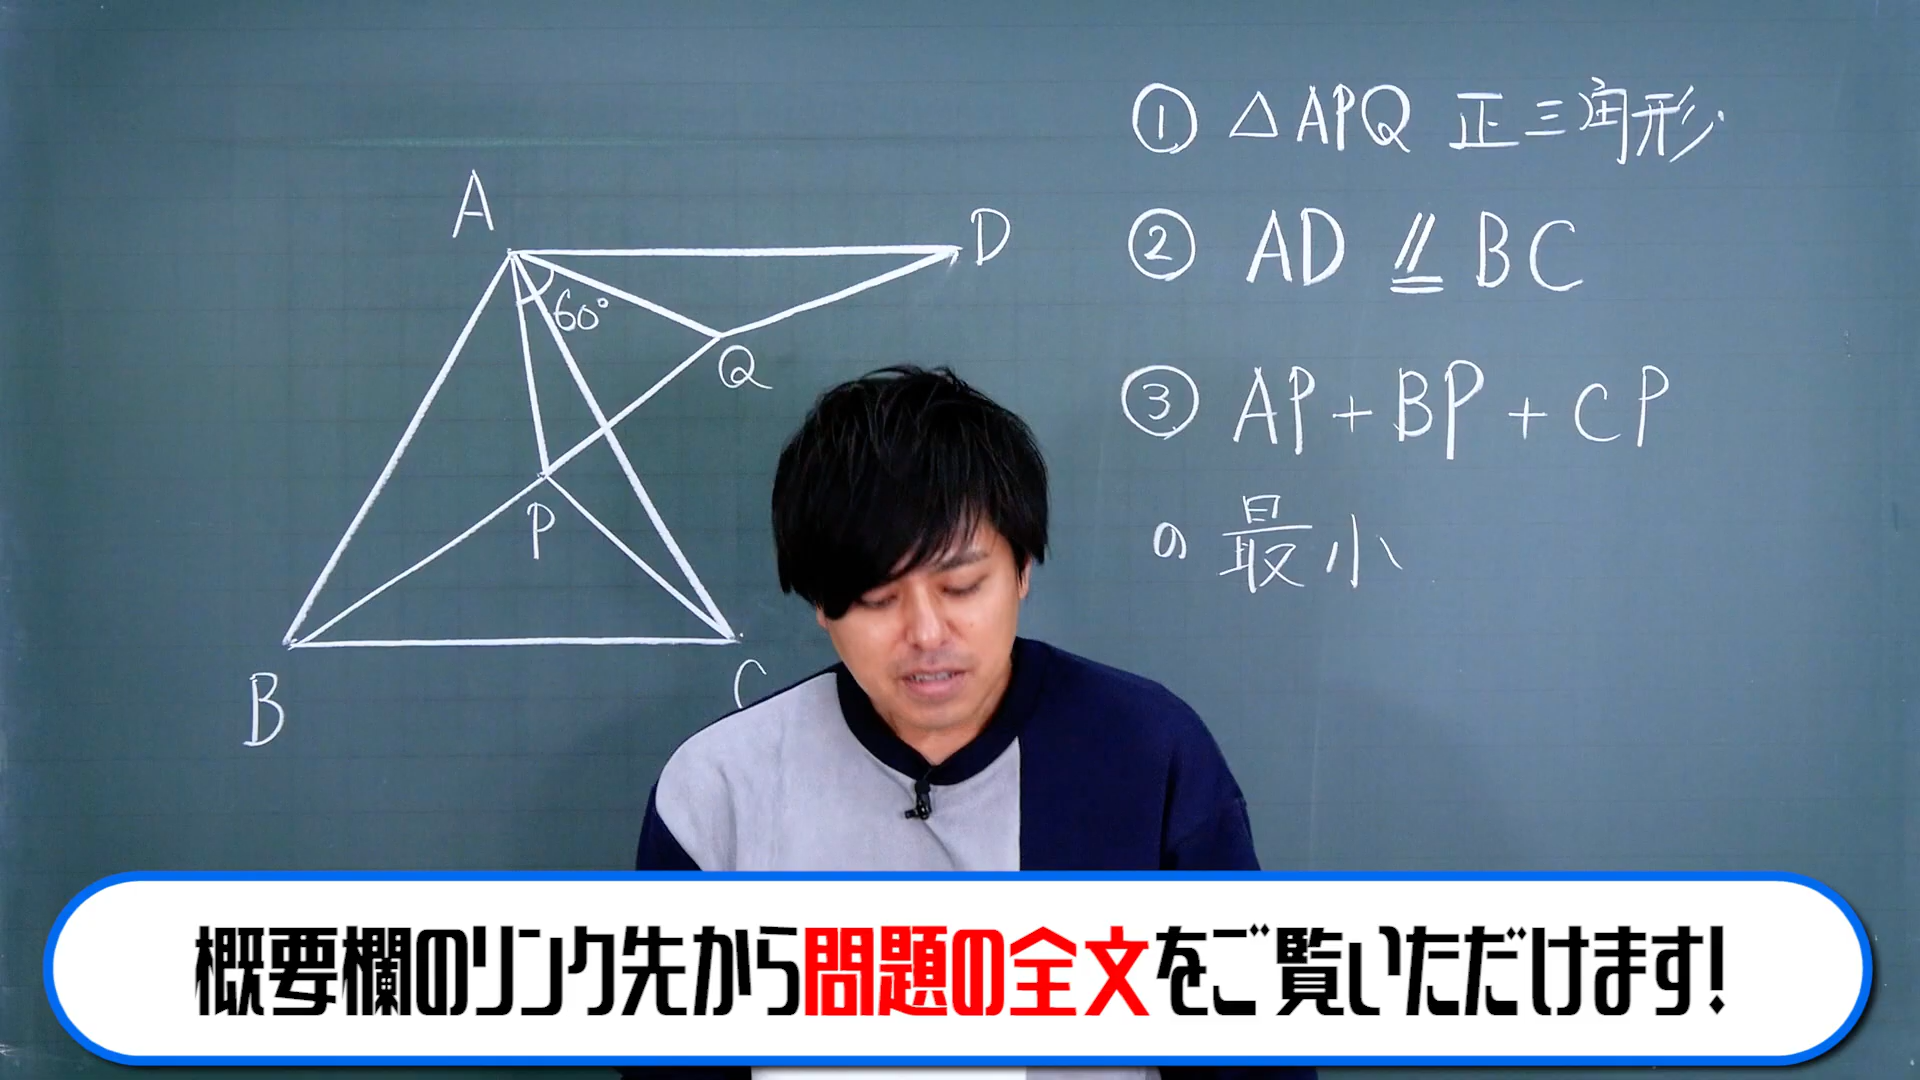 ① △APQ 正三角形.
② AD ∥ BC
③ AP+BP+CP
の最小
A
D
60°
Q
P
B
C
概要欄のリンク先から問題の全文をご覧いただけます!